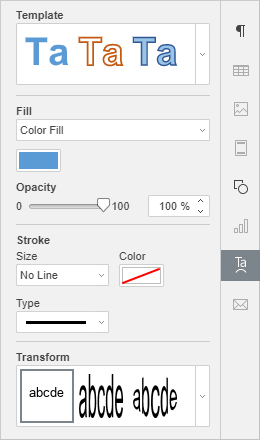 Template
Ta Ta Ta
Fill
Color Fill
Opacity
0 100 100 %
Stroke
Size Color
No Line
Type
Transform
abcde abcde abcde
¶
Ta